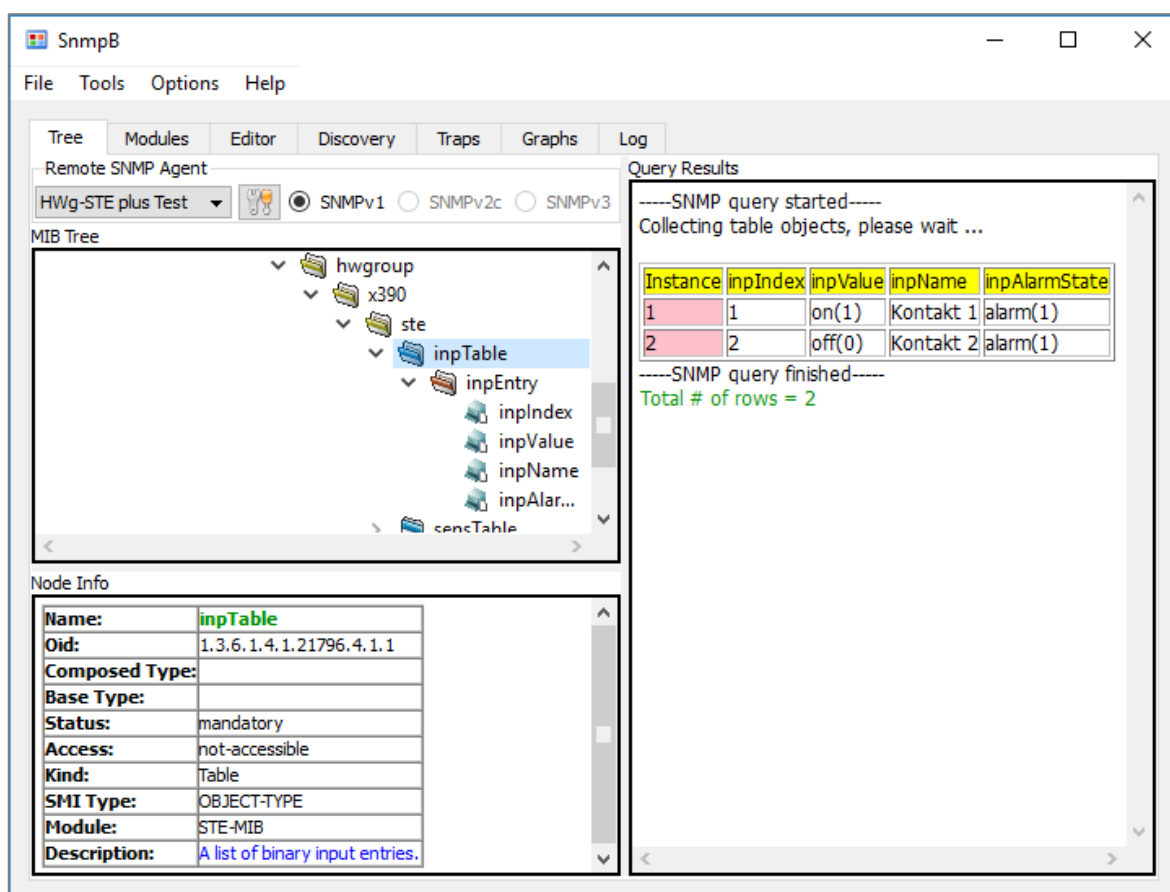 SnmpB
File Tools Options Help
Tree Modules Editor Discovery Traps Graphs Log
Remote SNMP Agent
HWg-STE plus Test SNMPv1 SNMPv2c SNMPv3
MIB Tree
hwgroup
x390
ste
inpTable
inpEntry
inpIndex
inpValue
inpName
inpAlar...
sensTable
Node Info
Name: inpTable
Oid: 1.3.6.1.4.1.21796.4.1.1
Composed Type:
Base Type:
Status: mandatory
Access: not-accessible
Kind: Table
SMI Type: OBJECT-TYPE
Module: STE-MIB
Description: A list of binary input entries.
Query Results
-----SNMP query started-----
Collecting table objects, please wait ...
Instance inpIndex inpValue inpName inpAlarmState
1 1 on(1) Kontakt 1 alarm(1)
2 2 off(0) Kontakt 2 alarm(1)
-----SNMP query finished-----
Total # of rows = 2